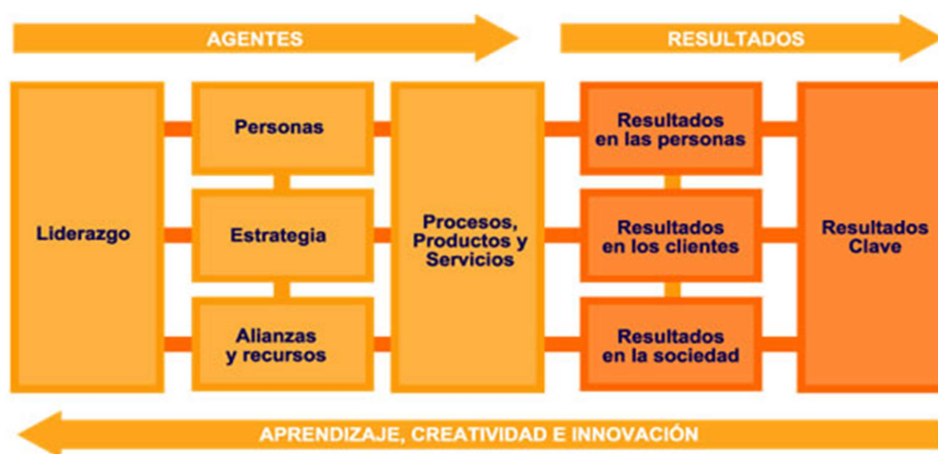 AGENTES
RESULTADOS
Liderazgo
Personas
Estrategia
Alianzas
y recursos
Procesos,
Productos y
Servicios
Resultados
en las personas
Resultados
en los clientes
Resultados
en la sociedad
Resultados
Clave
APRENDIZAJE, CREATIVIDAD E INNOVACIÓN